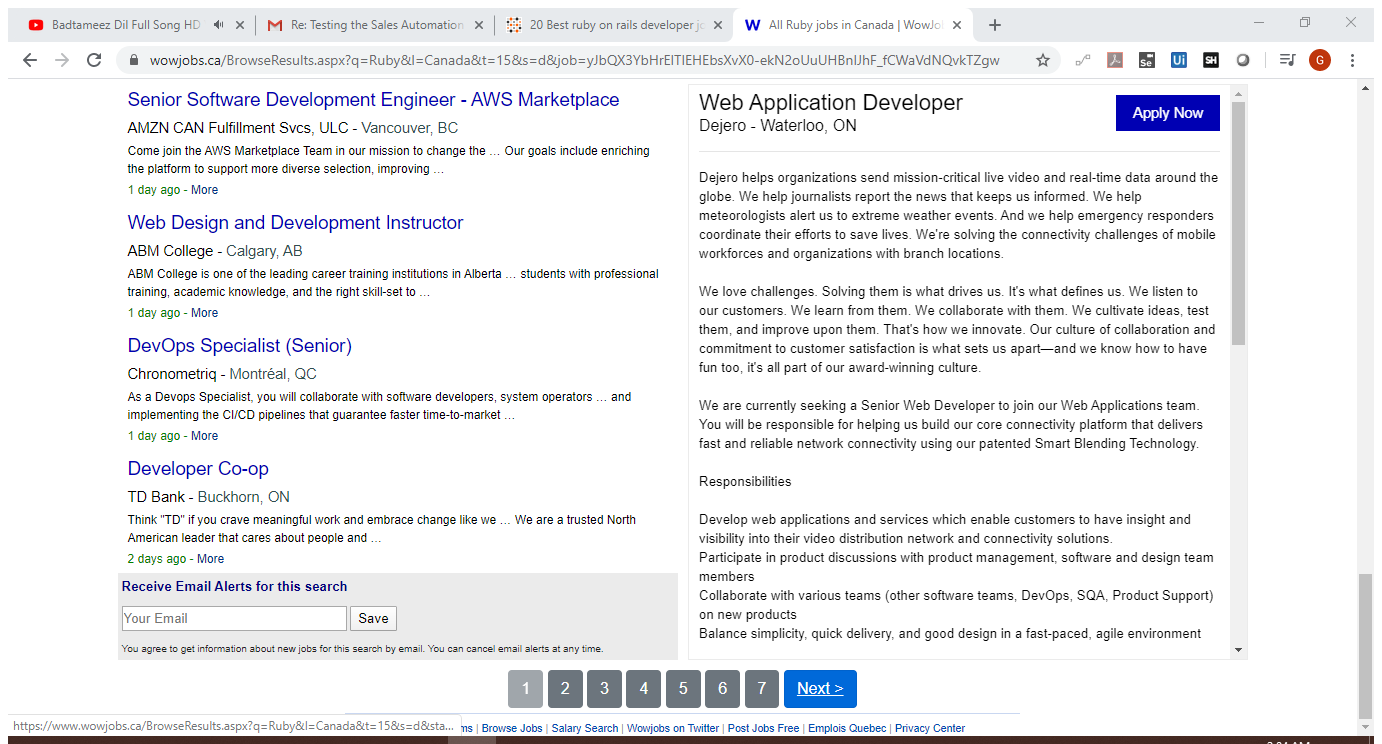 Badtameez Dil Full Song HD
Re: Testing the Sales Automation
20 Best ruby on rails developer jo
All Ruby jobs in Canada | WowJo
wowjobs.ca/BrowseResults.aspx?q=Ruby&l=Canada&t=15&s=d&job=yJbQX3YbHrElTlEHEbsXvX0-ekN2oUuUHBnIJhF_fCWaVdNQvkTZgw
Se
Ui
SH
G
Senior Software Development Engineer - AWS Marketplace
AMZN CAN Fulfillment Svcs, ULC - Vancouver, BC
Come join the AWS Marketplace Team in our mission to change the … Our goals include enriching
the platform to support more diverse selection, improving …
1 day ago - More
Web Design and Development Instructor
ABM College - Calgary, AB
ABM College is one of the leading career training institutions in Alberta … students with professional
training, academic knowledge, and the right skill-set to …
1 day ago - More
DevOps Specialist (Senior)
Chronometriq - Montréal, QC
As a Devops Specialist, you will collaborate with software developers, system operators … and
implementing the CI/CD pipelines that guarantee faster time-to-market …
1 day ago - More
Developer Co-op
TD Bank - Buckhorn, ON
Think "TD" if you crave meaningful work and embrace change like we … We are a trusted North
American leader that cares about people and …
2 days ago - More
Receive Email Alerts for this search
Your Email
Save
You agree to get information about new jobs for this search by email. You can cancel email alerts at any time.
Web Application Developer
Dejero - Waterloo, ON
Apply Now
Dejero helps organizations send mission-critical live video and real-time data around the
globe. We help journalists report the news that keeps us informed. We help
meteorologists alert us to extreme weather events. And we help emergency responders
coordinate their efforts to save lives. We're solving the connectivity challenges of mobile
workforces and organizations with branch locations.
We love challenges. Solving them is what drives us. It's what defines us. We listen to
our customers. We learn from them. We collaborate with them. We cultivate ideas, test
them, and improve upon them. That's how we innovate. Our culture of collaboration and
commitment to customer satisfaction is what sets us apart—and we know how to have
fun too, it's all part of our award-winning culture.
We are currently seeking a Senior Web Developer to join our Web Applications team.
You will be responsible for helping us build our core connectivity platform that delivers
fast and reliable network connectivity using our patented Smart Blending Technology.
Responsibilities
Develop web applications and services which enable customers to have insight and
visibility into their video distribution network and connectivity solutions.
Participate in product discussions with product management, software and design team
members
Collaborate with various teams (other software teams, DevOps, SQA, Product Support)
on new products
Balance simplicity, quick delivery, and good design in a fast-paced, agile environment
1 2 3 4 5 6 7 Next >
https://www.wowjobs.ca/BrowseResults.aspx?q=Ruby&l=Canada&t=15&s=d&sta...
ms | Browse Jobs | Salary Search | Wowjobs on Twitter | Post Jobs Free | Emplois Quebec | Privacy Center